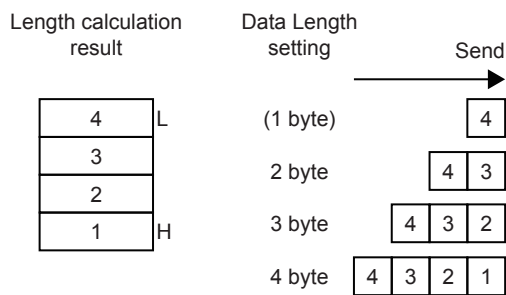 Length calculation
result
Data Length
setting
Send
4 L
3
2
1 H
(1 byte) 4
2 byte 4 3
3 byte 4 3 2
4 byte 4 3 2 1